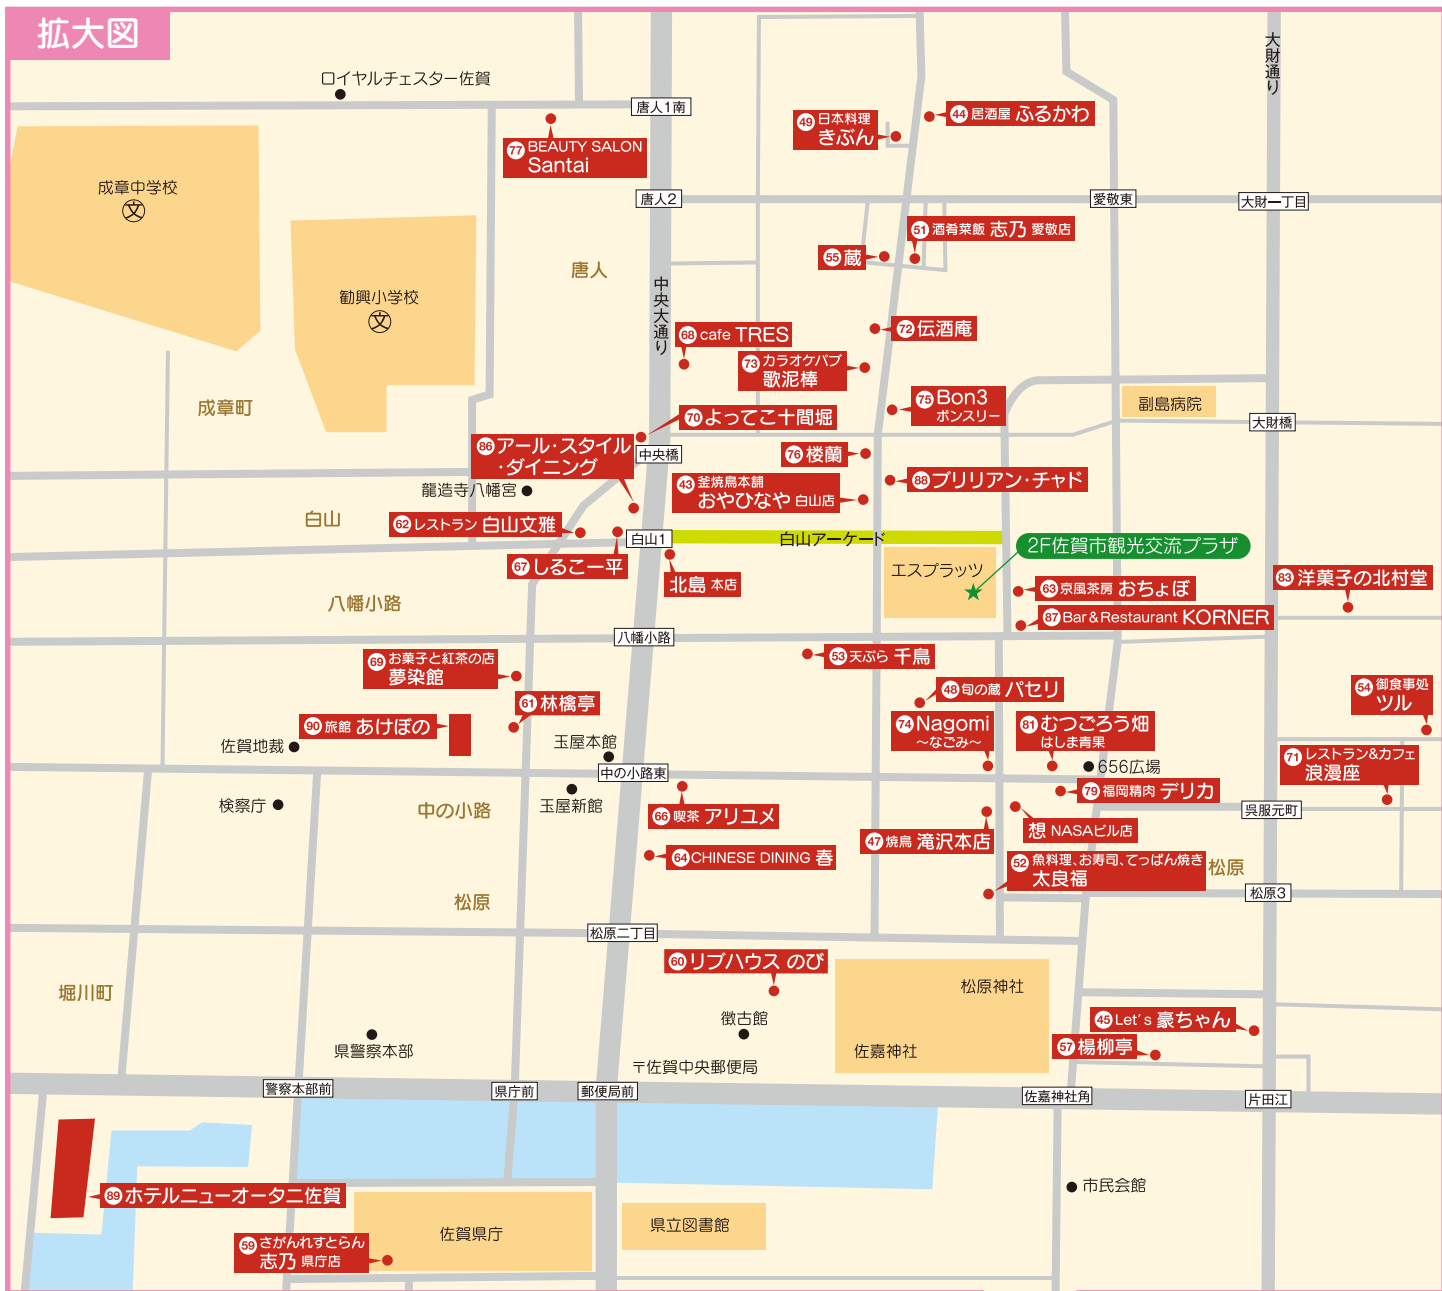 拡大図
ロイヤルチェスター佐賀
大財通り
唐人1南
49 日本料理
きぶん
44 居酒屋 ふるかわ
77 BEAUTY SALON
Santai
成章中学校
文
唐人2
愛敬東
大財一丁目
51 酒肴菜飯 志乃 愛敬店
55 蔵
唐人
勧興小学校
文
中央大通り
68 cafe TRES
72 伝酒庵
73 カラオケパブ
歌泥棒
成章町
75 Bon3
ボンスリー
副島病院
70 よってこ十間堀
大財橋
86 アール・スタイル
・ダイニング
中央橋
76 楼蘭
龍造寺八幡宮
43 釜焼鳥本舗
おやひなや 白山店
88 ブリリアン・チャド
白山
62 レストラン 白山文雅
白山1
白山アーケード
2F佐賀市観光交流プラザ
67 しるこ一平
北島 本店
エスプラッツ
63 京風茶房 おちょぼ
83 洋菓子の北村堂
八幡小路
87 Bar&Restaurant KORNER
八幡小路
69 お菓子と紅茶の店
夢染館
53 天ぷら 千鳥
61 林檎亭
48 旬の蔵 パセリ
54 御食事処
ツル
90 旅館 あけぼの
74 Nagomi
～なごみ～
81 むつごろう畑
はしま青果
佐賀地裁
玉屋本館
656広場
71 レストラン&カフェ
浪漫座
中の小路東
検察庁
玉屋新館
中の小路
66 喫茶 アリユメ
79 福岡精肉 デリカ
呉服元町
47 焼鳥 滝沢本店
想 NASAビル店
64 CHINESE DINING 春
52 魚料理、お寿司、てっぱん焼き
太良福
松原
松原
松原3
松原二丁目
60 リブハウス のび
堀川町
松原神社
徴古館
45 Let's 豪ちゃん
県警察本部
佐嘉神社
57 楊柳亭
〒佐賀中央郵便局
警察本部前
県庁前
郵便局前
佐嘉神社角
片田江
89 ホテルニューオータニ佐賀
市民会館
佐賀県庁
県立図書館
59 さがんれすとらん
志乃 県庁店